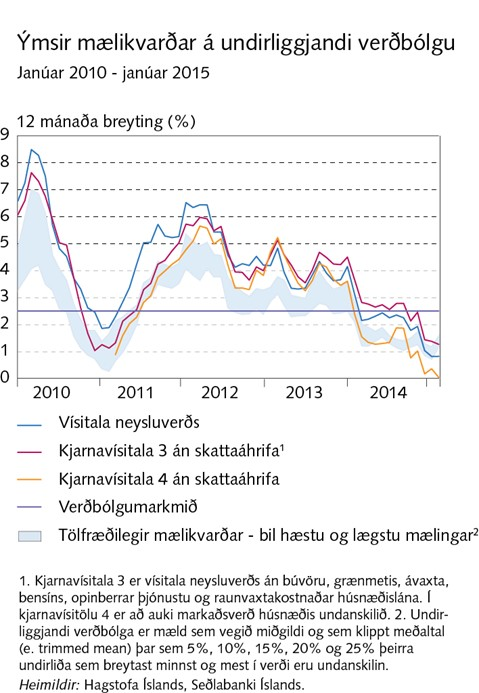 Ýmsir mælikvarðar á undirliggjandi verðbólgu
Janúar 2010 - janúar 2015
12 mánaða breyting (%)
9
8
7
6
5
4
3
2
1
0
2010 2011 2012 2013 2014
Vísitala neysluverðs
Kjarnavísitala 3 án skattaáhrifa¹
Kjarnavísitala 4 án skattaáhrifa
Verðbólgumarkmið
Tölfræðilegir mælikvarðar - bil hæstu og lægstu mælingar²
1. Kjarnavísitala 3 er vísitala neysluverðs án búvöru, grænmetis, ávaxta,
bensíns, opinberrar þjónustu og raunvaxtakostnaðar húsnæðislána. Í
kjarnavísitölu 4 er að auki markaðsverð húsnæðis undanskilið. 2. Undir-
liggjandi verðbólga er mæld sem vegið miðgildi og sem klippt meðaltal
(e. trimmed mean) þar sem 5%, 10%, 15%, 20% og 25% þeirra
undirliða sem breytast minnst og mest í verði eru undanskilin.
Heimildir: Hagstofa Íslands, Seðlabanki Íslands.